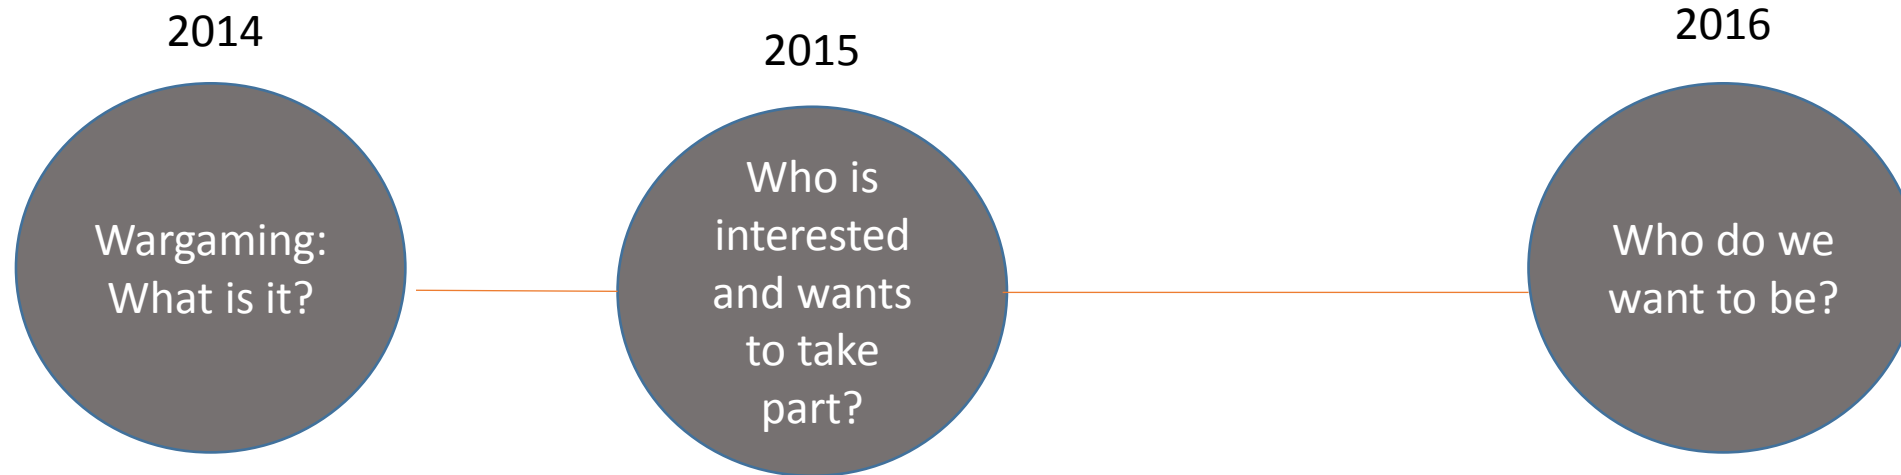 2014
Wargaming:
What is it?
2015
Who is
interested
and wants
to take
part?
2016
Who do we
want to be?